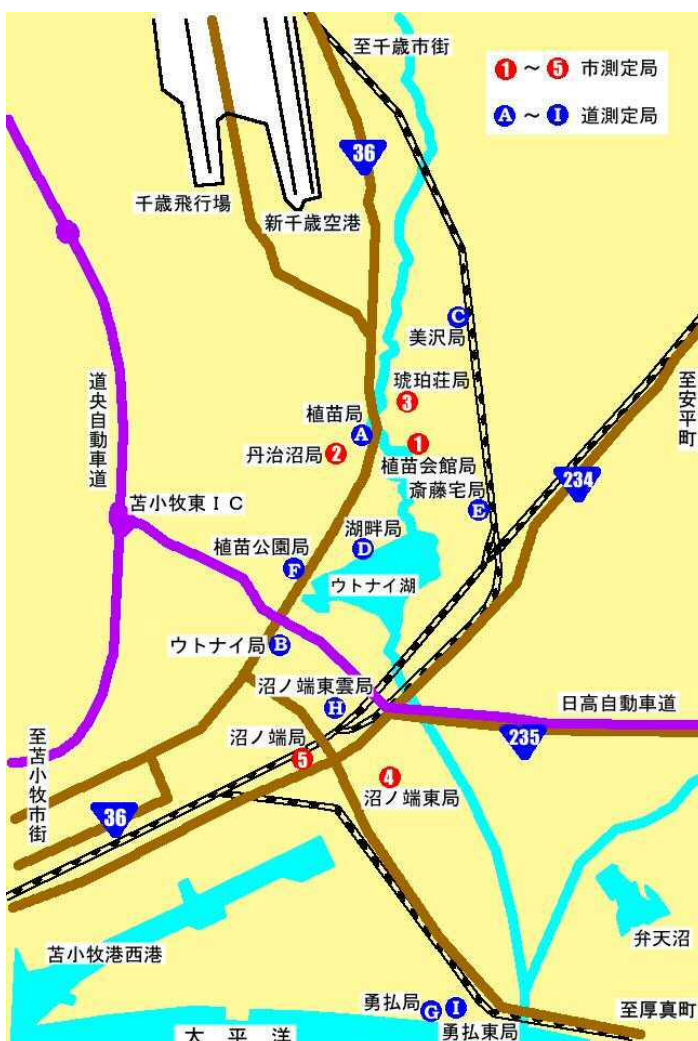 至千歳市街
1 ～ 5 市測定局
A ～ I 道測定局
36
千歳飛行場
新千歳空港
C
美沢局
琥珀荘局
3
至安平町
道央自動車道
植苗局
A
1
丹治沼局
2
植苗会館局
斎藤宅局
234
苫小牧東ＩＣ
E
湖畔局
植苗公園局
D
F
ウトナイ湖
ウトナイ局
B
沼ノ端東雲局
H
日高自動車道
沼ノ端局
235
至苫小牧市街
5
4
沼ノ端東局
36
苫小牧港西港
弁天沼
勇払局
G
I
至厚真町
勇払東局
太平洋